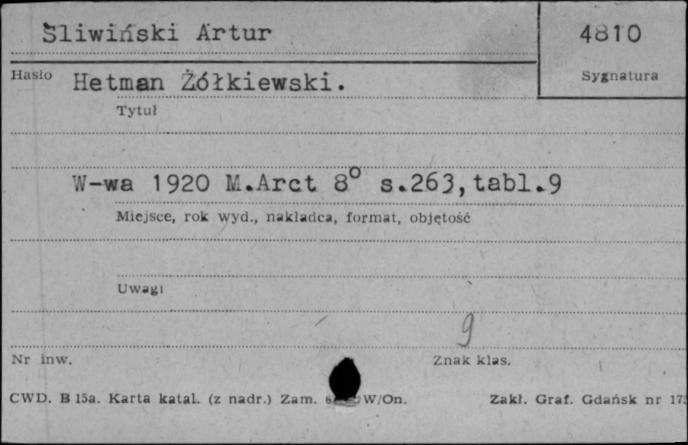 Śliwiński Artur
4810
Hasło
Sygnatura
Hetman Żółkiewski.
Tytuł
W-wa 1920 M.Arct 8° s.263,tabl.9
Miejsce, rok wyd., nakładca, format, objętość
Uwagi
9
Nr inw.
Znak klas.
CWD. B 15a. Karta katal. (z nadr.) Zam. W/On.
Zakł. Graf. Gdańsk nr